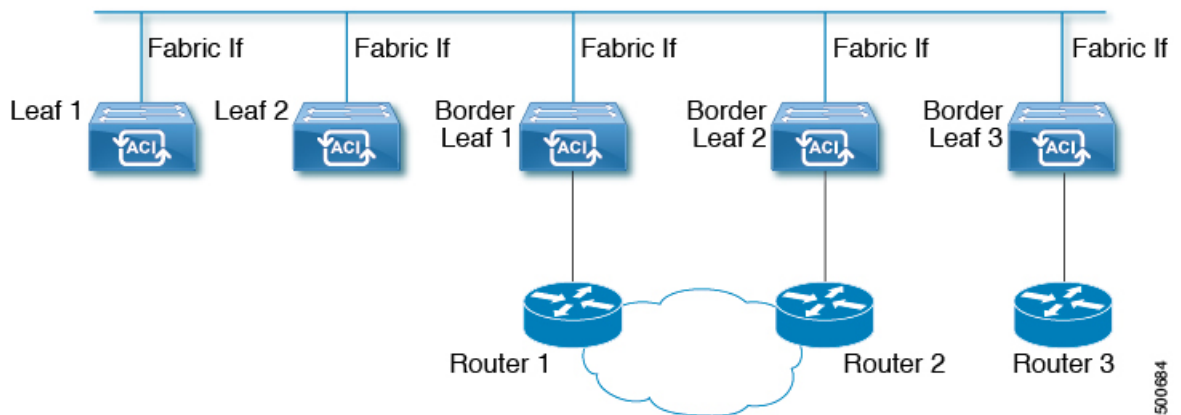 Fabric If
Fabric If
Fabric If
Fabric If
Fabric If
Leaf 1
Leaf 2
Border
Leaf 1
Border
Leaf 2
Border
Leaf 3
ACI
ACI
ACI
ACI
ACI
Router 1
Router 2
Router 3
500684